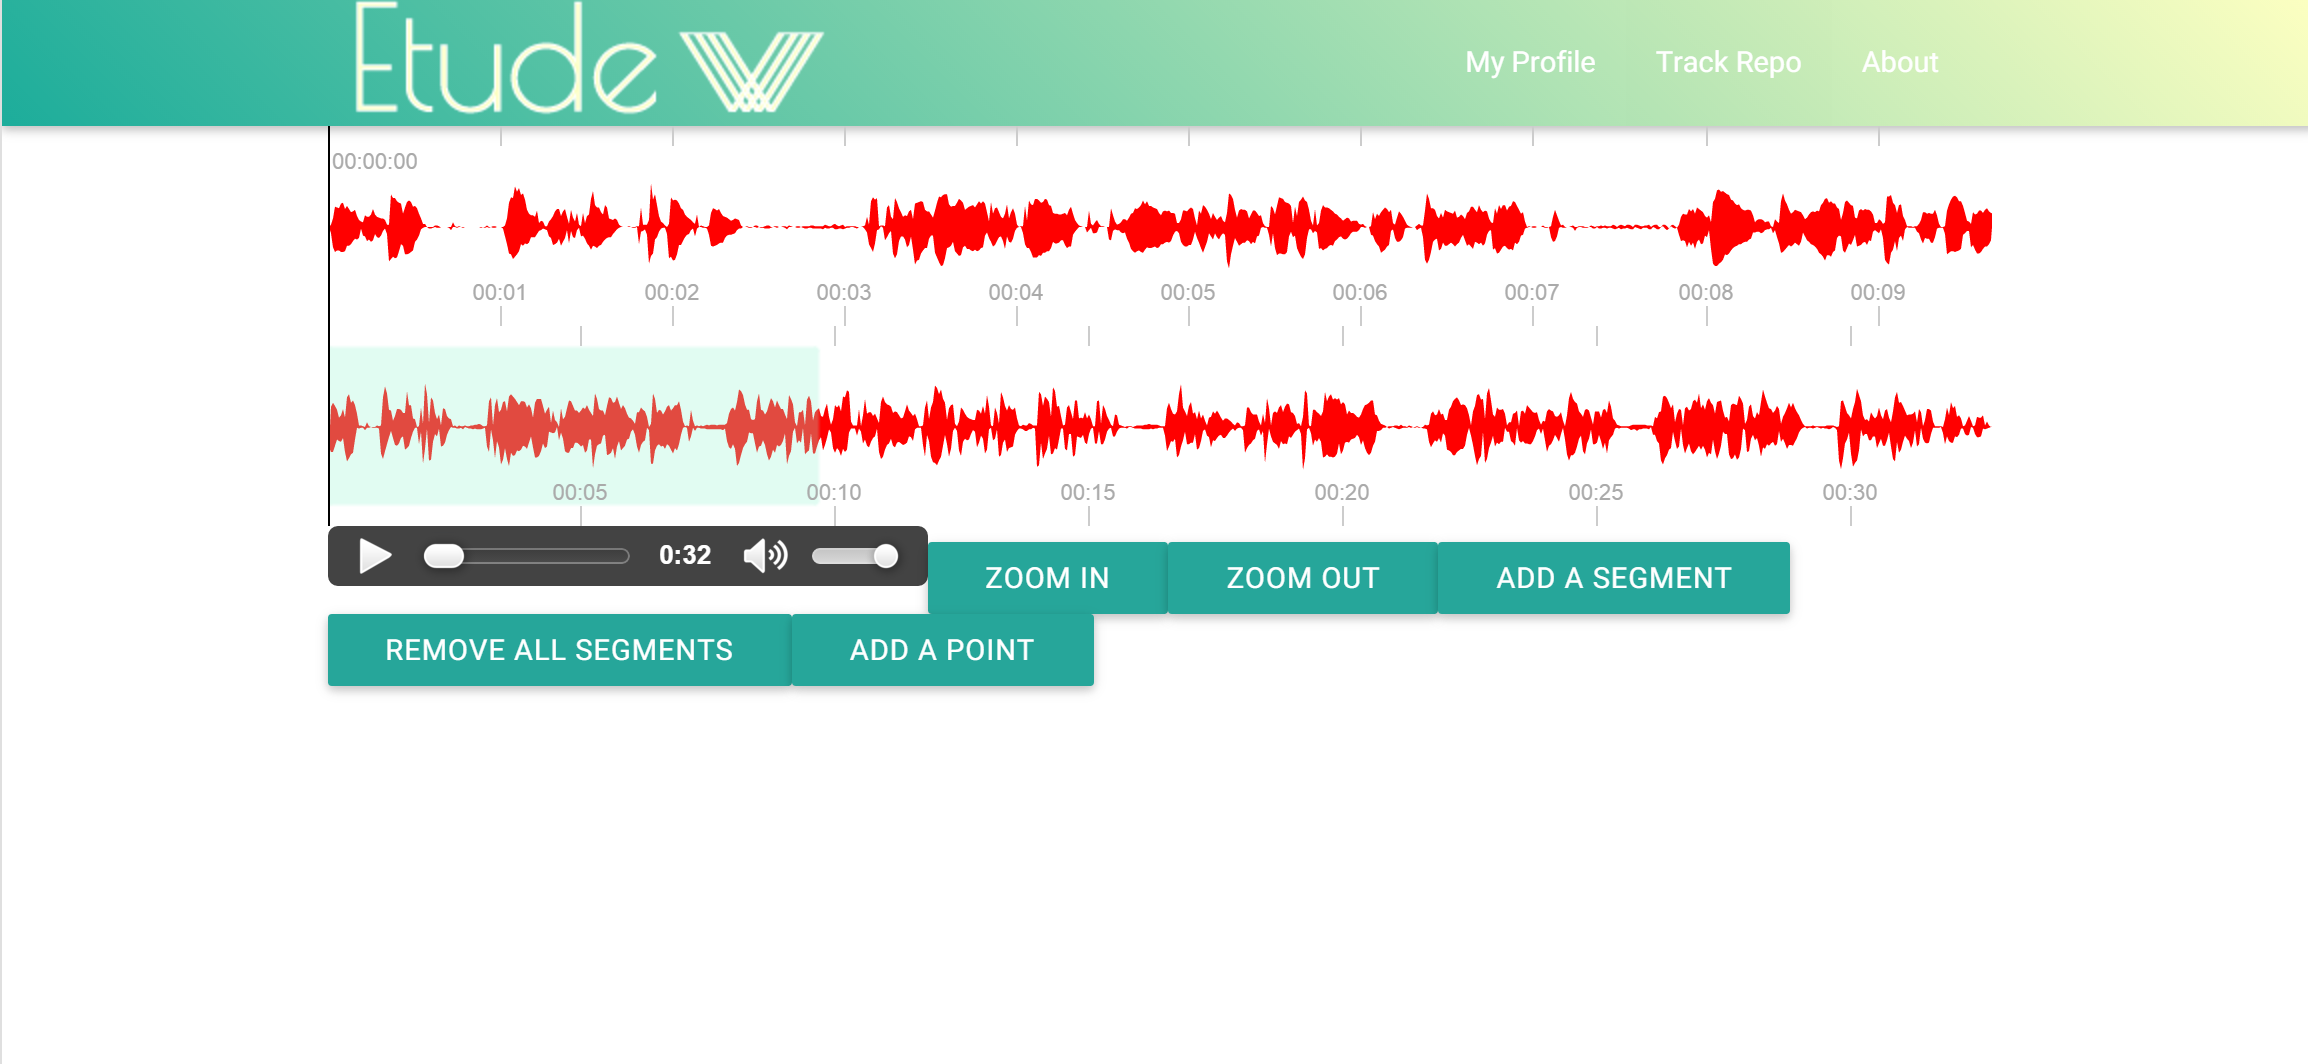 Etude
My Profile Track Repo About
00:00:00
00:01 00:02 00:03 00:04 00:05 00:06 00:07 00:08 00:09
00:05 00:10 00:15 00:20 00:25 00:30
0:32
ZOOM IN ZOOM OUT ADD A SEGMENT
REMOVE ALL SEGMENTS ADD A POINT